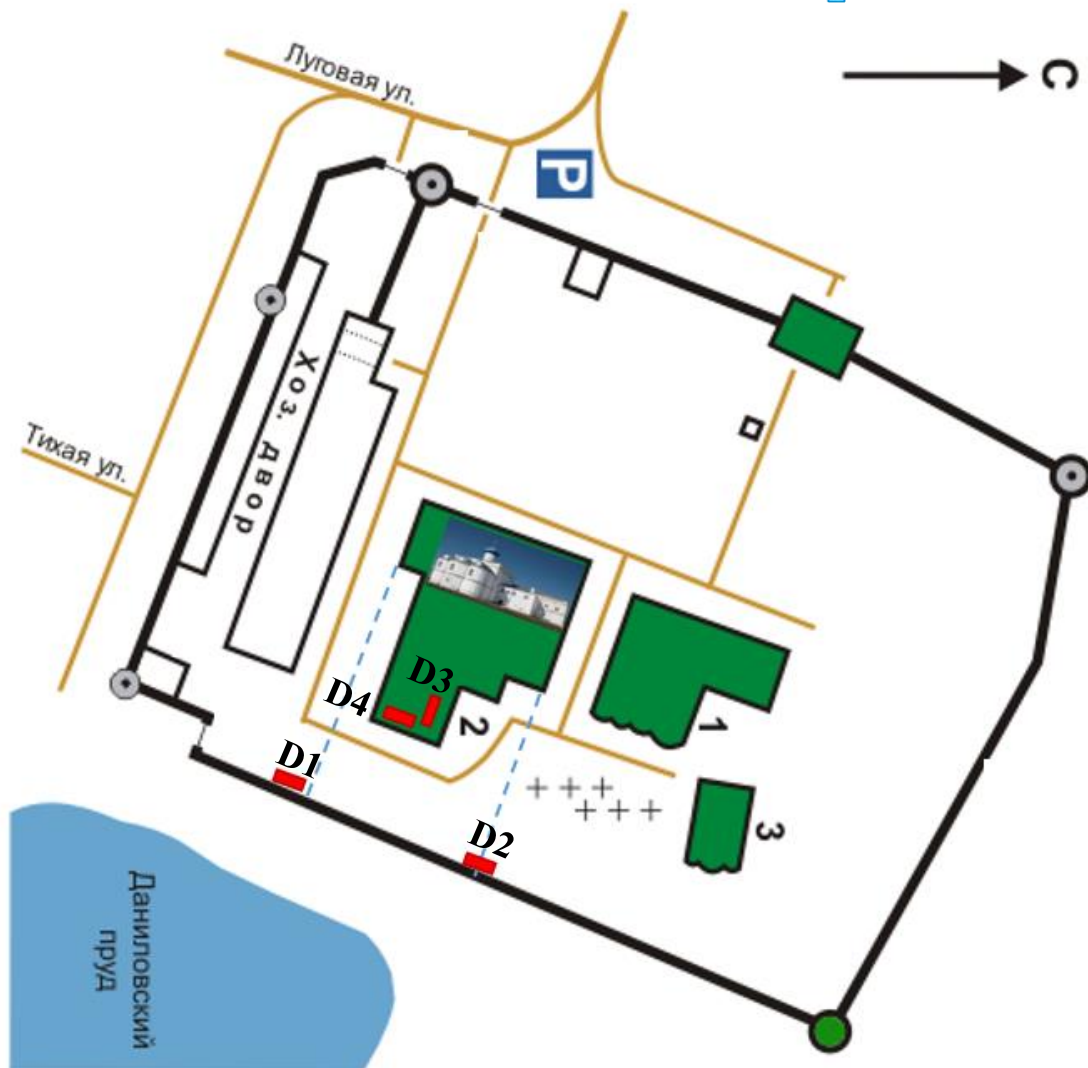 С
Луговая ул.
P
Хоз. двор
Тихая ул.
D3
D4
2
1
D1
3
D2
Даниловский
пруд